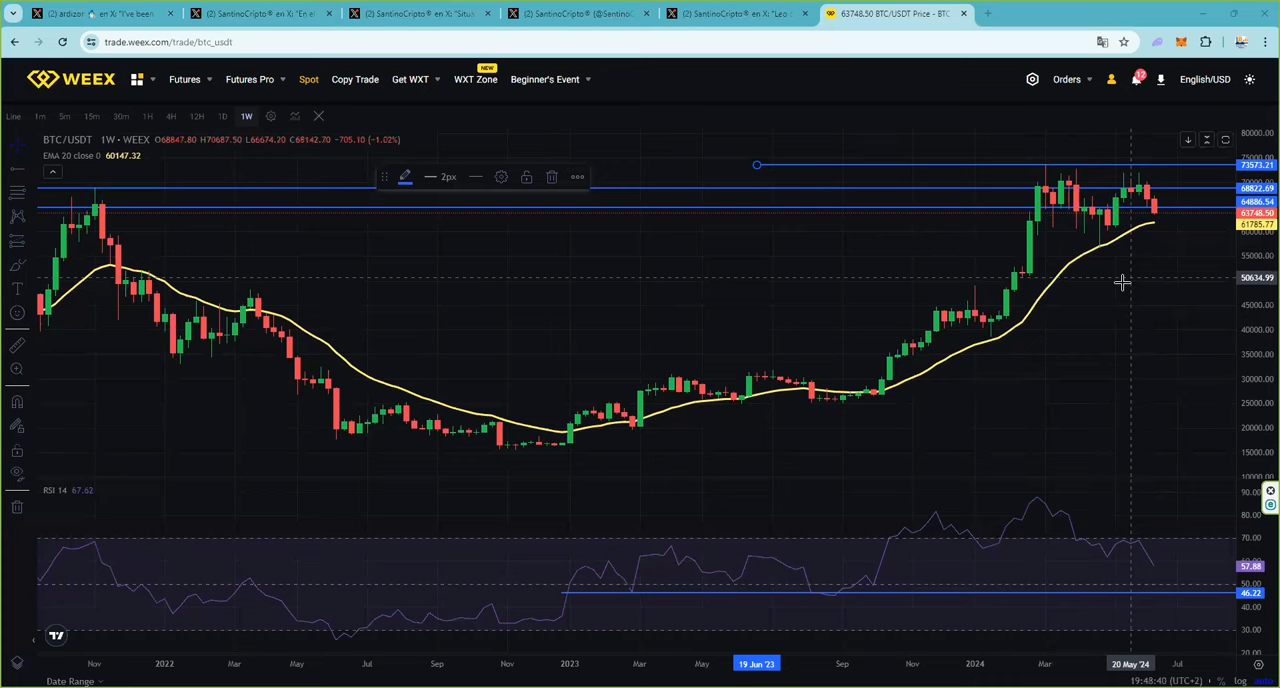 (2) ardizor en X: "I've been
(2) SantinoCripto® en X: "En el
(2) SantinoCripto® en X: "Situa
(2) SantinoCripto® (@SantinoC
(2) SantinoCripto® en X: "Leo c
63748.50 BTC/USDT Price - BTC
trade.weex.com/trade/btc_usdt
WEEX
Futures
Futures Pro
Spot
Copy Trade
Get WXT
NEW
WXT Zone
Beginner's Event
Orders
12
English/USD
Line 1m 5m 15m 30m 1H 4H 12H 1D 1W
BTC/USDT 1W • WEEX O68847.80 H70687.50 L66674.20 C68142.70 -705.10 (-1.02%)
EMA 20 close 0 60147.32
2px
80000.00
75000.00
73573.21
70000.00
68822.69
64886.54
63748.50
61785.77
60000.00
55000.00
50634.99
45000.00
40000.00
35000.00
30000.00
25000.00
20000.00
15000.00
10000.00
RSI 14 67.62
90.00
80.00
70.00
57.88
50.00
46.22
40.00
30.00
20.00
Nov 2022 Mar May Jul Sep Nov 2023 Mar May 19 Jun '23 Sep Nov 2024 Mar 20 May '24 Jul
Date Range
19:48:40 (UTC+2) % log auto